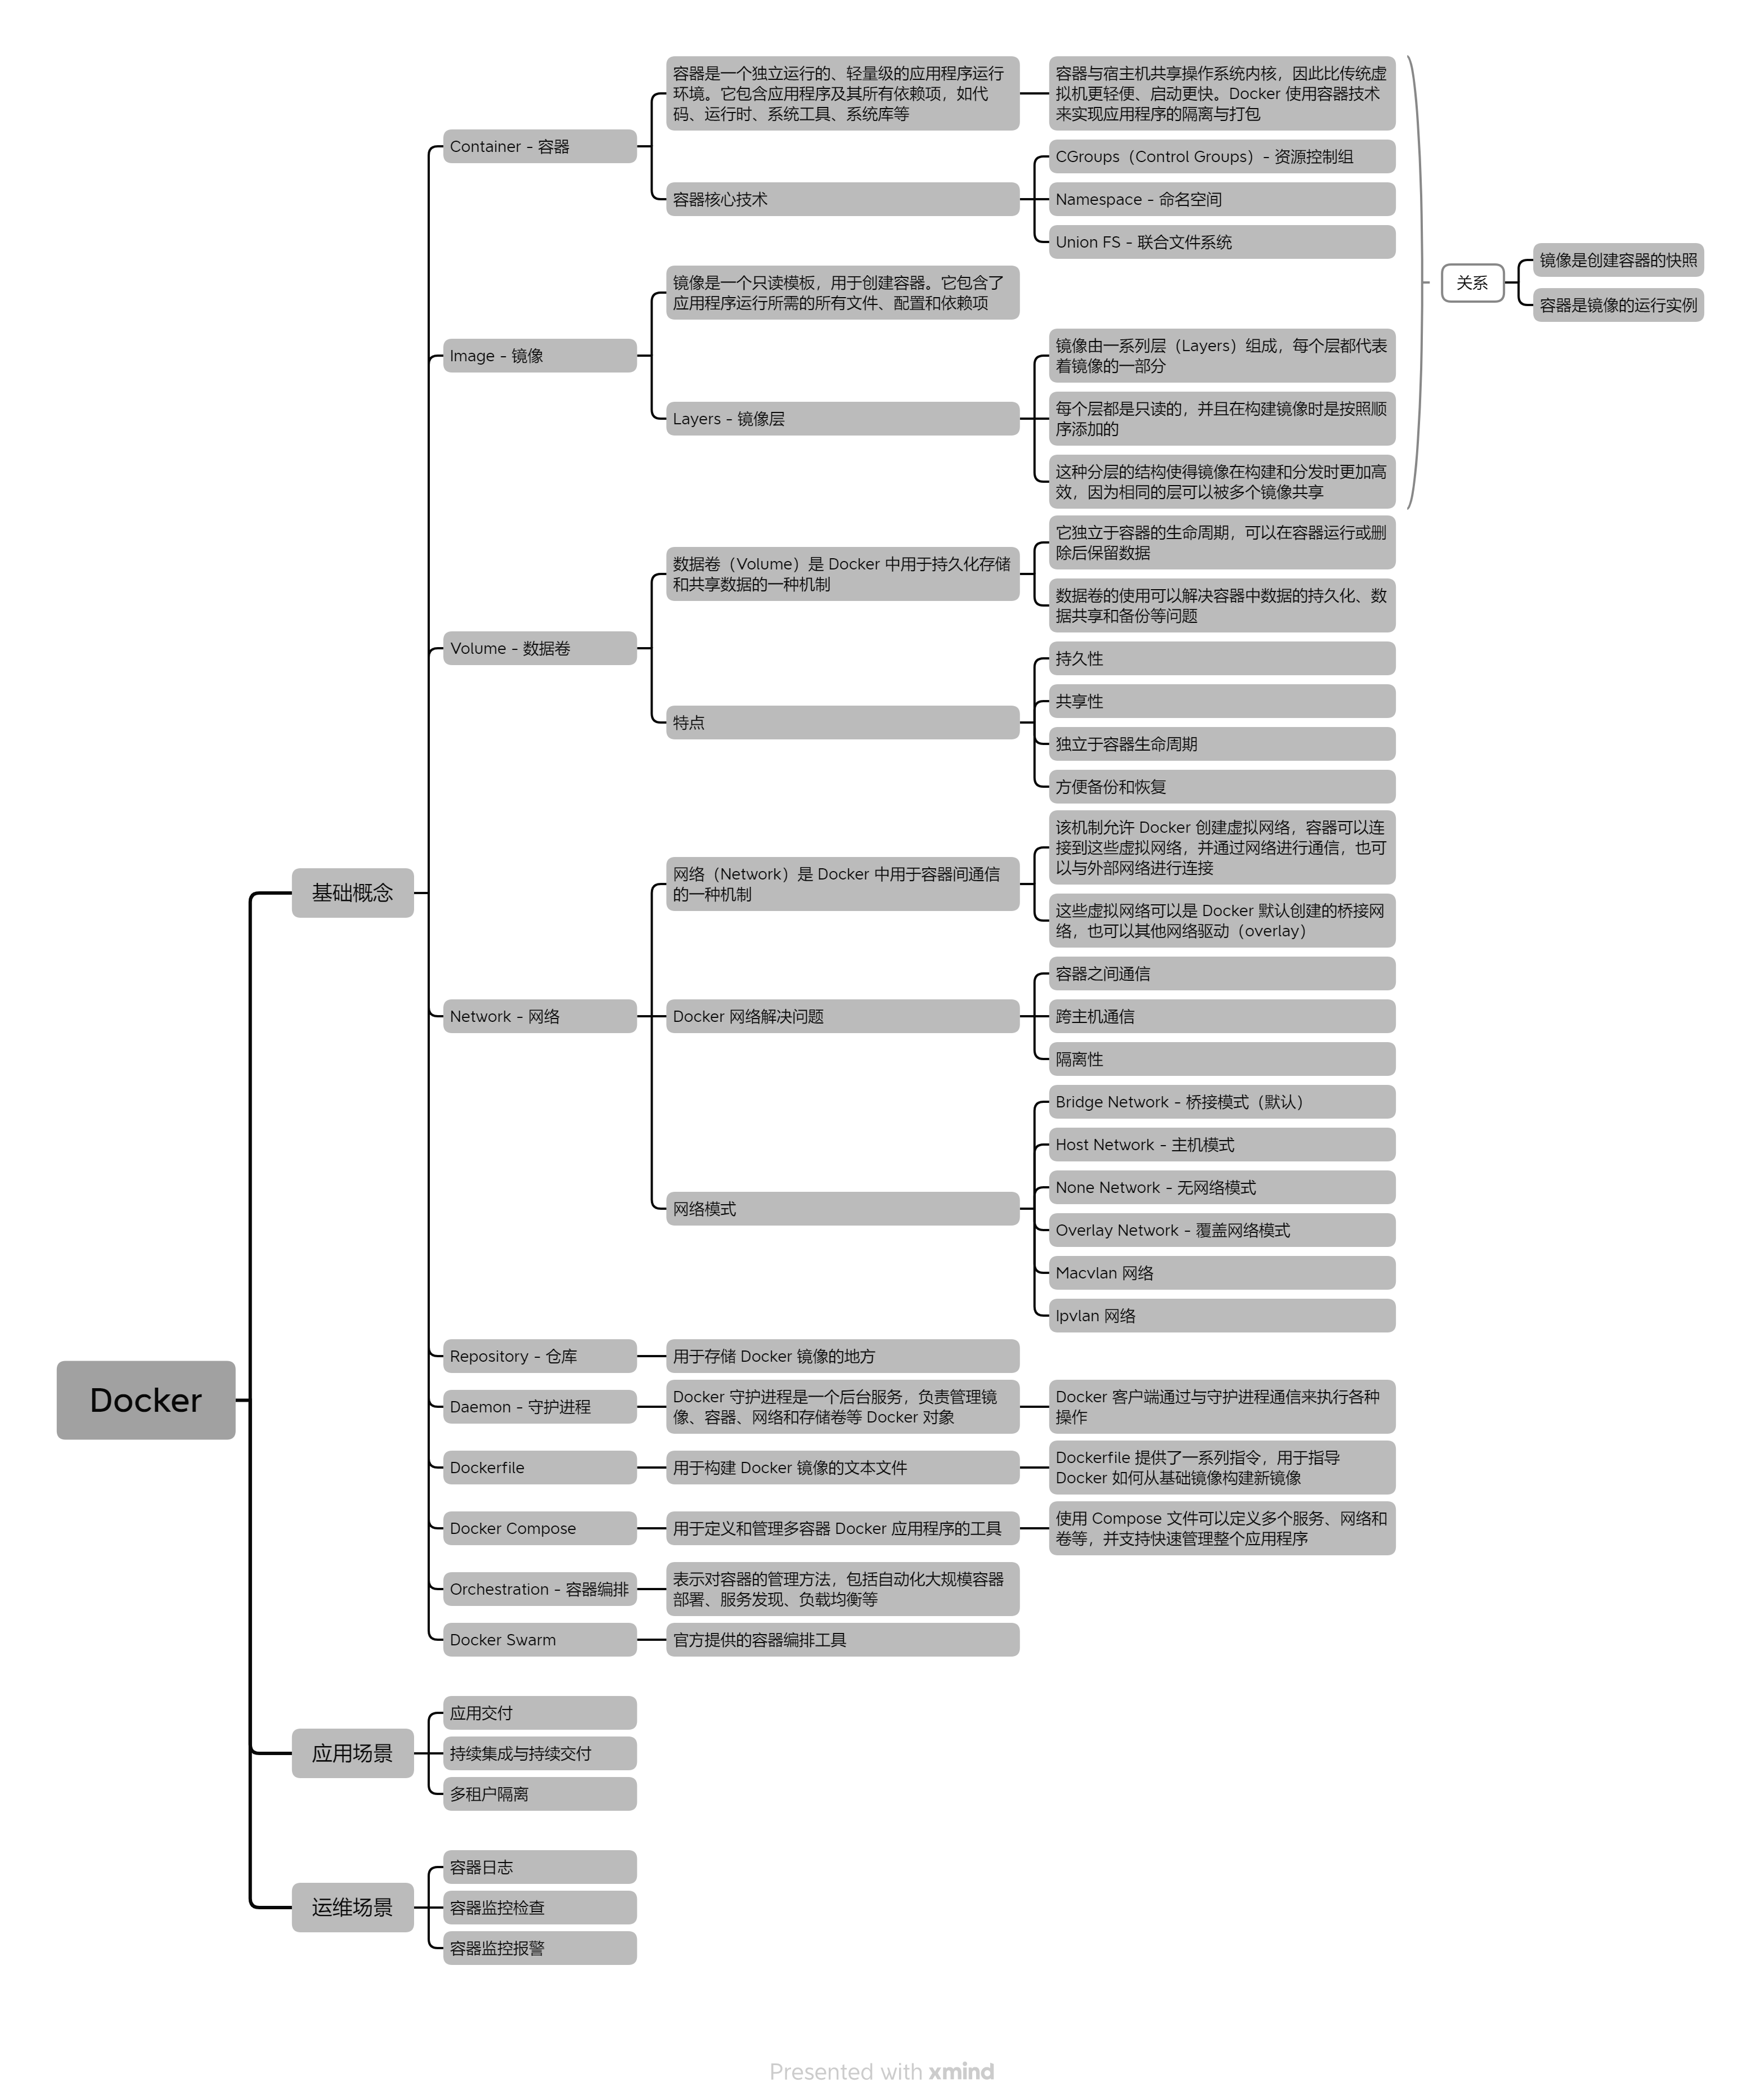 Docker
基础概念
Container - 容器
容器是一个独立运行的、轻量级的应用程序运行
环境。它包含应用程序及其所有依赖项，如代
码、运行时、系统工具、系统库等
容器与宿主机共享操作系统内核，因此比传统虚
拟机更轻便、启动更快。Docker 使用容器技术
来实现应用程序的隔离与打包
容器核心技术
CGroups（Control Groups）- 资源控制组
Namespace - 命名空间
Union FS - 联合文件系统
Image - 镜像
镜像是一个只读模板，用于创建容器。它包含了
应用程序运行所需的所有文件、配置和依赖项
Layers - 镜像层
镜像由一系列层（Layers）组成，每个层都代表
着镜像的一部分
每个层都是只读的，并且在构建镜像时是按照顺
序添加的
这种分层的结构使得镜像在构建和分发时更加高
效，因为相同的层可以被多个镜像共享
关系
镜像是创建容器的快照
容器是镜像的运行实例
Volume - 数据卷
数据卷（Volume）是 Docker 中用于持久化存储
和共享数据的一种机制
它独立于容器的生命周期，可以在容器运行或删
除后保留数据
数据卷的使用可以解决容器中数据的持久化、数
据共享和备份等问题
特点
持久性
共享性
独立于容器生命周期
方便备份和恢复
Network - 网络
网络（Network）是 Docker 中用于容器间通信
的一种机制
该机制允许 Docker 创建虚拟网络，容器可以连
接到这些虚拟网络，并通过网络进行通信，也可
以与外部网络进行连接
这些虚拟网络可以是 Docker 默认创建的桥接网
络，也可以其他网络驱动（overlay）
Docker 网络解决问题
容器之间通信
跨主机通信
隔离性
网络模式
Bridge Network - 桥接模式（默认）
Host Network - 主机模式
None Network - 无网络模式
Overlay Network - 覆盖网络模式
Macvlan 网络
Ipvlan 网络
Repository - 仓库
用于存储 Docker 镜像的地方
Daemon - 守护进程
Docker 守护进程是一个后台服务，负责管理镜
像、容器、网络和存储卷等 Docker 对象
Docker 客户端通过与守护进程通信来执行各种
操作
Dockerfile
用于构建 Docker 镜像的文本文件
Dockerfile 提供了一系列指令，用于指导
Docker 如何从基础镜像构建新镜像
Docker Compose
用于定义和管理多容器 Docker 应用程序的工具
使用 Compose 文件可以定义多个服务、网络和
卷等，并支持快速管理整个应用程序
Orchestration - 容器编排
表示对容器的管理方法，包括自动化大规模容器
部署、服务发现、负载均衡等
Docker Swarm
官方提供的容器编排工具
应用场景
应用交付
持续集成与持续交付
多租户隔离
运维场景
容器日志
容器监控检查
容器监控报警
Presented with xmind